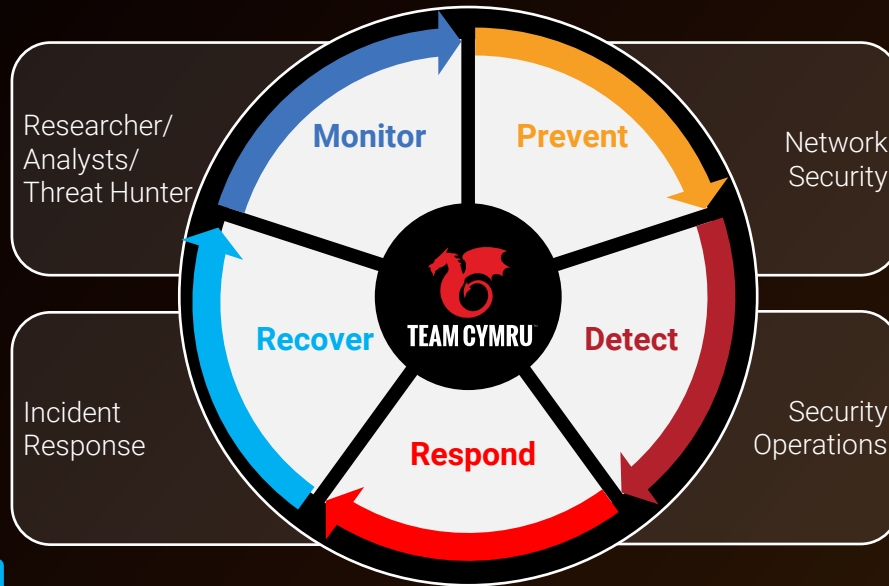 Researcher/
Analysts/
Threat Hunter
Monitor
Prevent
Network
Security
Recover
TEAM CYMRU
Detect
Incident
Response
Respond
Security
Operations